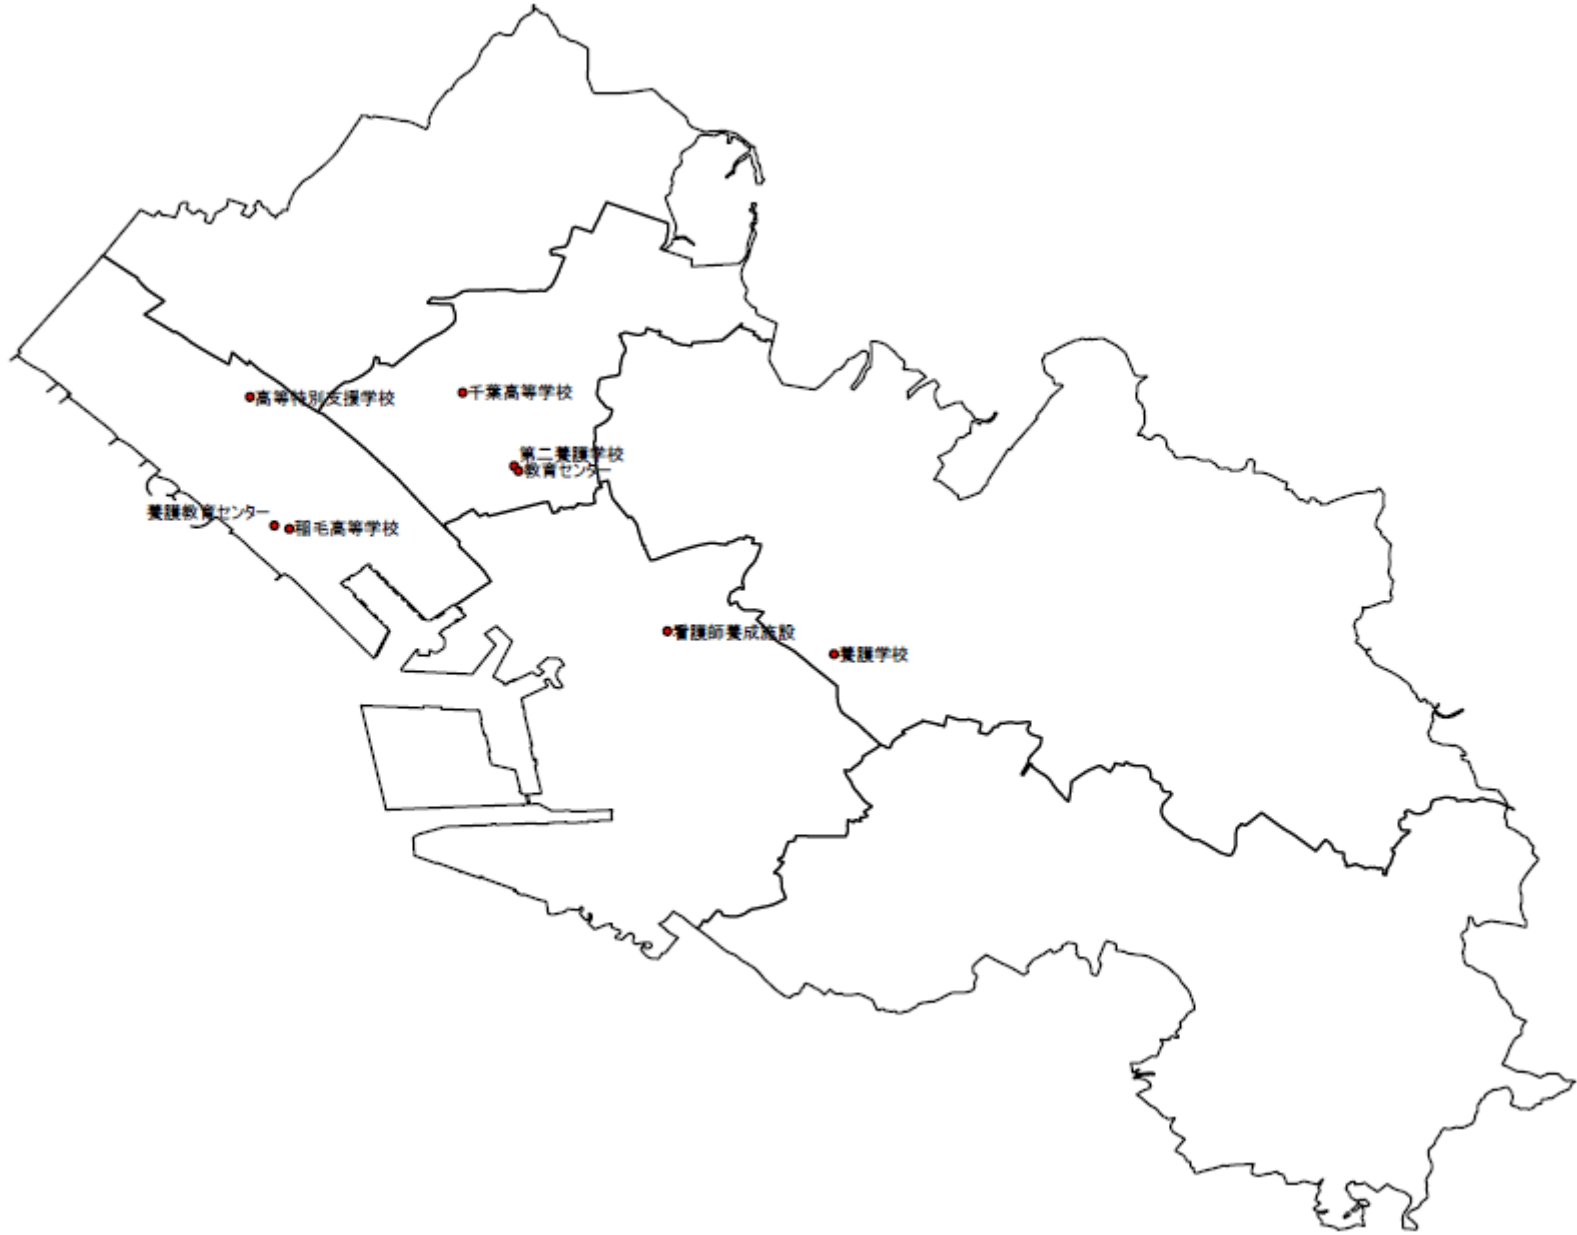 高等特別支援学校
千葉高等学校
第二養護学校
教育センター
養護教育センター
稲毛高等学校
看護師養成施設
養護学校